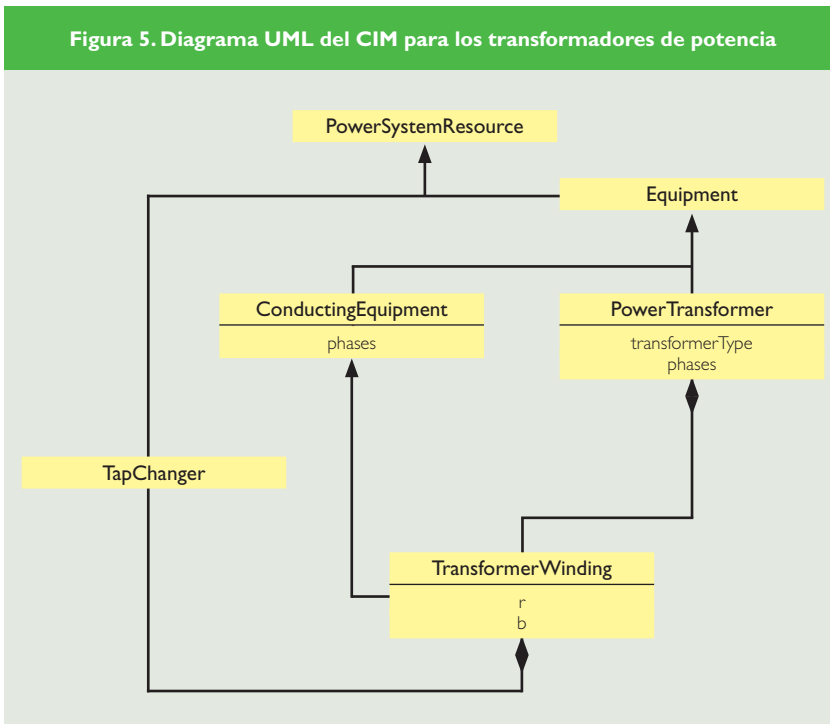 Figura 5. Diagrama UML del CIM para los transformadores de potencia
PowerSystemResource
Equipment
ConductingEquipment
phases
PowerTransformer
transformerType
phases
TapChanger
TransformerWinding
r
b